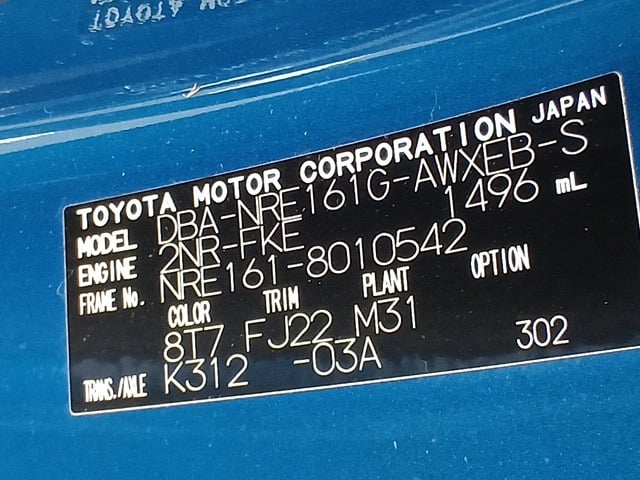 TOYOTA MOTOR CORPORATION JAPAN
MODEL DBA-NRE161G-AWXEB-S
ENGINE 2NR-FKE 1496 mL
FRAME No. NRE161-8010542
COLOR TRIM PLANT OPTION
8T7 FJ22 M31
TRANS./AXLE K312 -03A 302